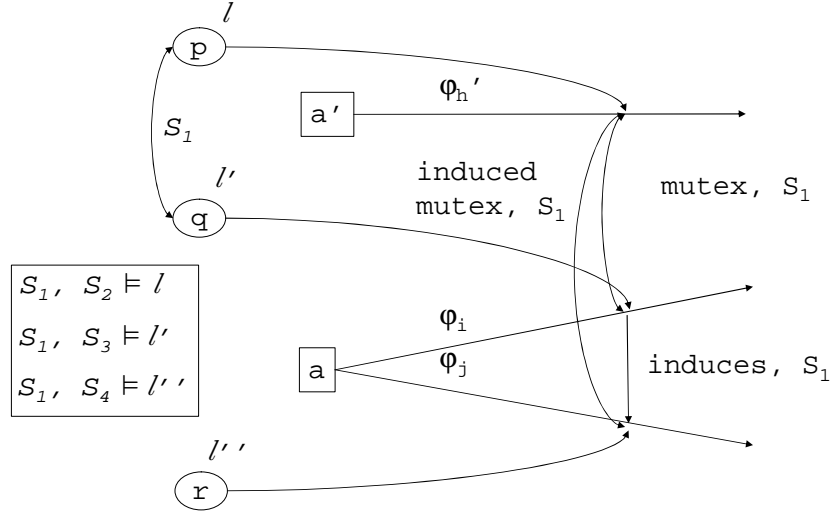 l
p
φh'
a'
S1
l'
induced
mutex, S1
mutex, S1
q
S1, S2 ⊨ l
S1, S3 ⊨ l'
S1, S4 ⊨ l''
φi
φj
a
induces, S1
l''
r